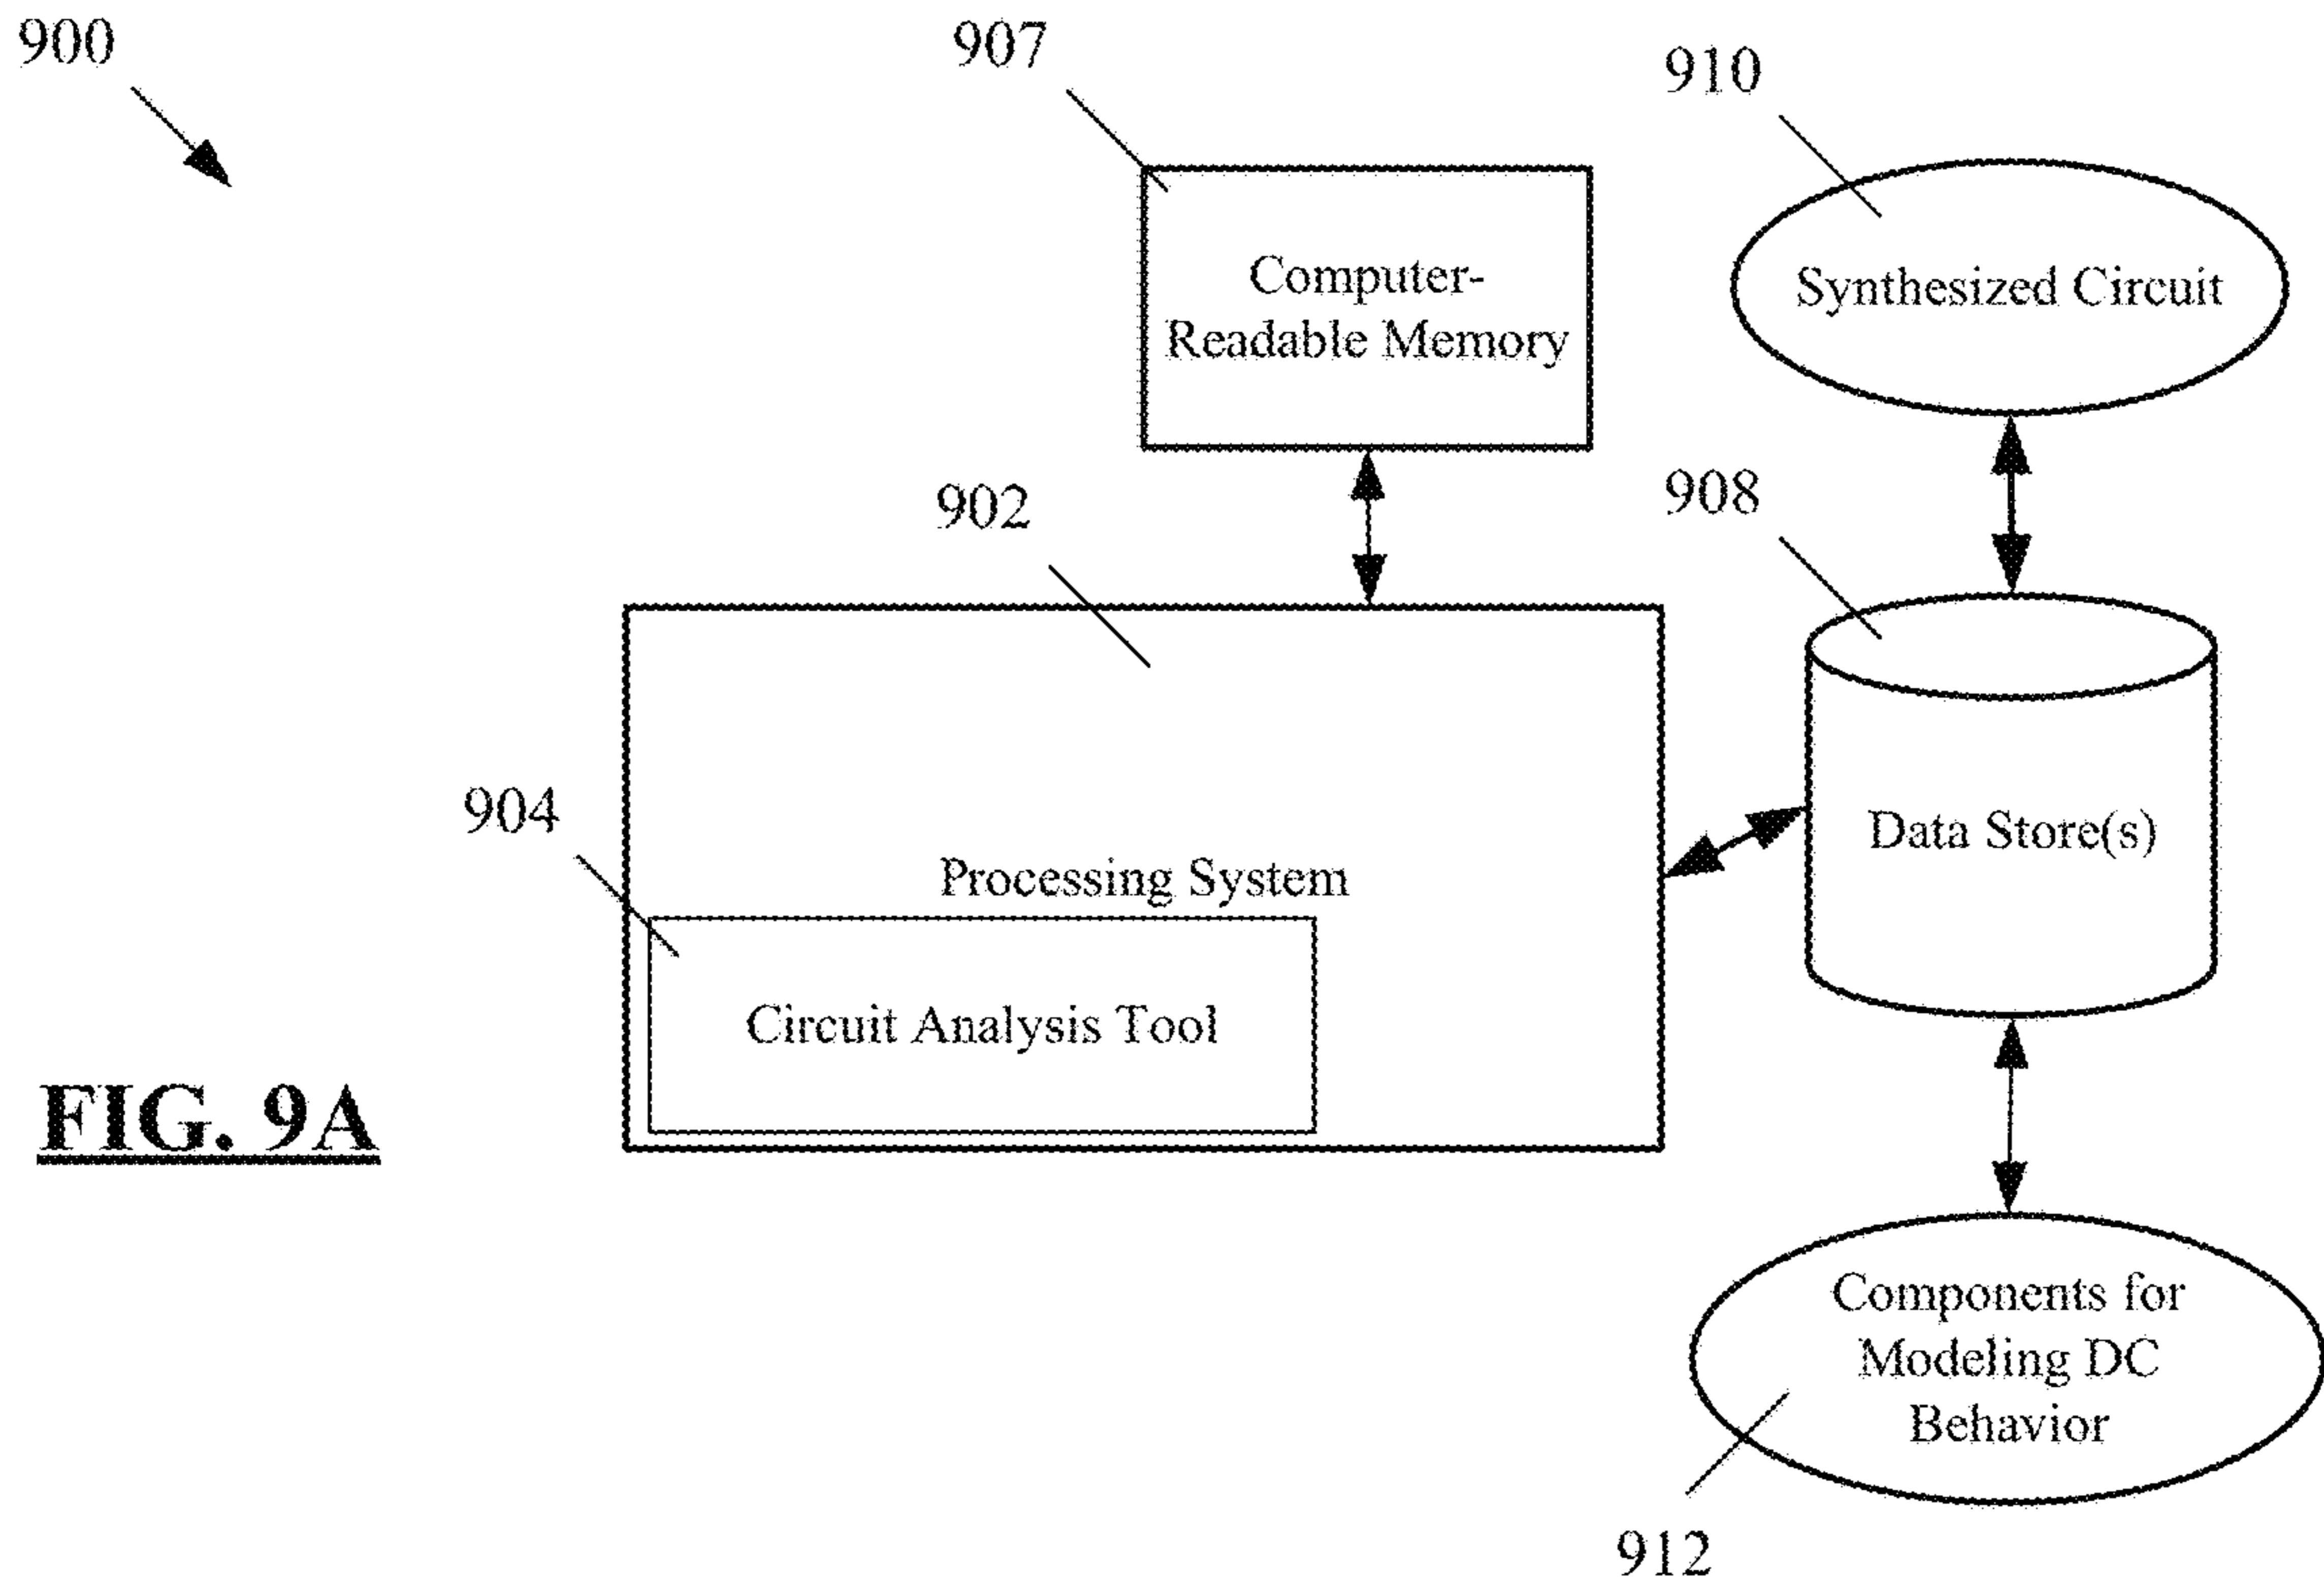 900
907
910
Computer-
Readable Memory
Synthesized Circuit
902
908
904
Processing System
Data Store(s)
Circuit Analysis Tool
FIG. 9A
Components for
Modeling DC
Behavior
912